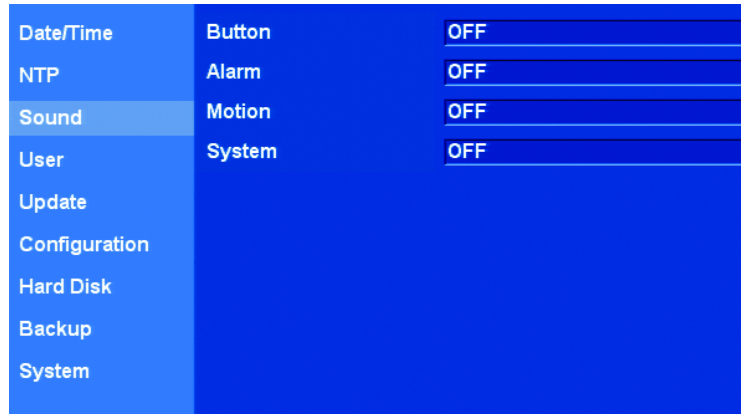 Date/Time
NTP
Sound
User
Update
Configuration
Hard Disk
Backup
System
Button OFF
Alarm OFF
Motion OFF
System OFF